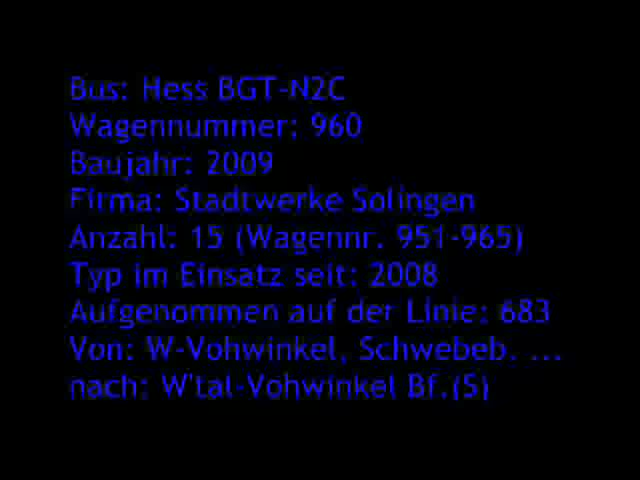 Bus: Hess BGT-N2C
Wagennummer: 960
Baujahr: 2009
Firma: Stadtwerke Solingen
Anzahl: 15 (Wagennr. 951-965)
Typ im Einsatz seit: 2008
Aufgenommen auf der Linie: 683
Von: W-Vohwinkel, Schwebeb. ...
nach: W'tal-Vohwinkel Bf.(S)